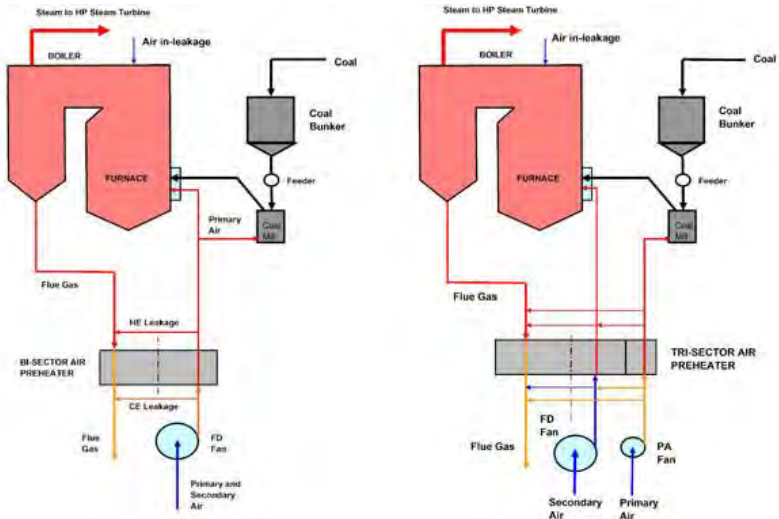 Steam to HP Steam Turbine
Air in-leakage
BOILER
Coal
Coal
Bunker
FURNACE
Feeder
Primary
Air
Coal
Mill
Flue Gas
HE Leakage
BI-SECTOR AIR
PREHEATER
CE Leakage
Flue
Gas
FD
Fan
Primary and
Secondary
Air
Steam to HP Steam Turbine
Air in-leakage
BOILER
Coal
Coal
Bunker
FURNACE
Feeder
Coal
Mill
Flue Gas
TRI-SECTOR AIR
PREHEATER
FD
Fan
Flue Gas
PA
Fan
Secondary
Air
Primary
Air